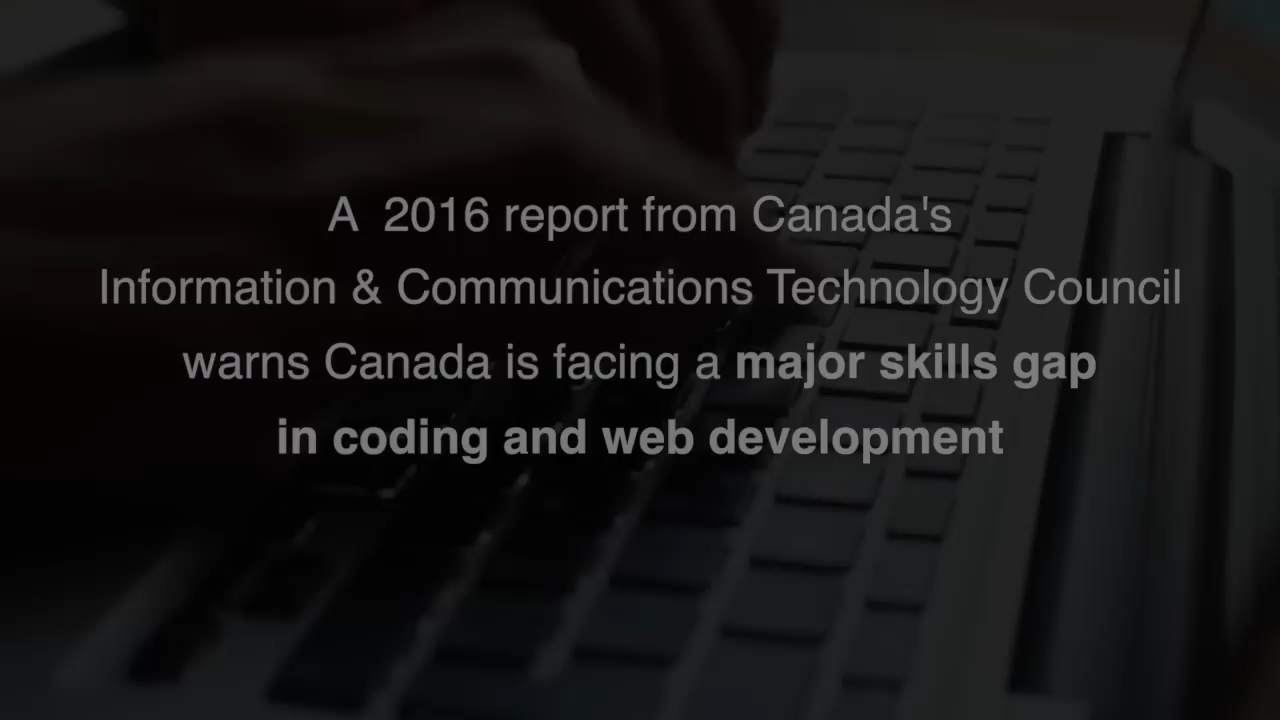 A  2016 report from Canada's
Information & Communications Technology Council
warns Canada is facing a major skills gap
in coding and web development